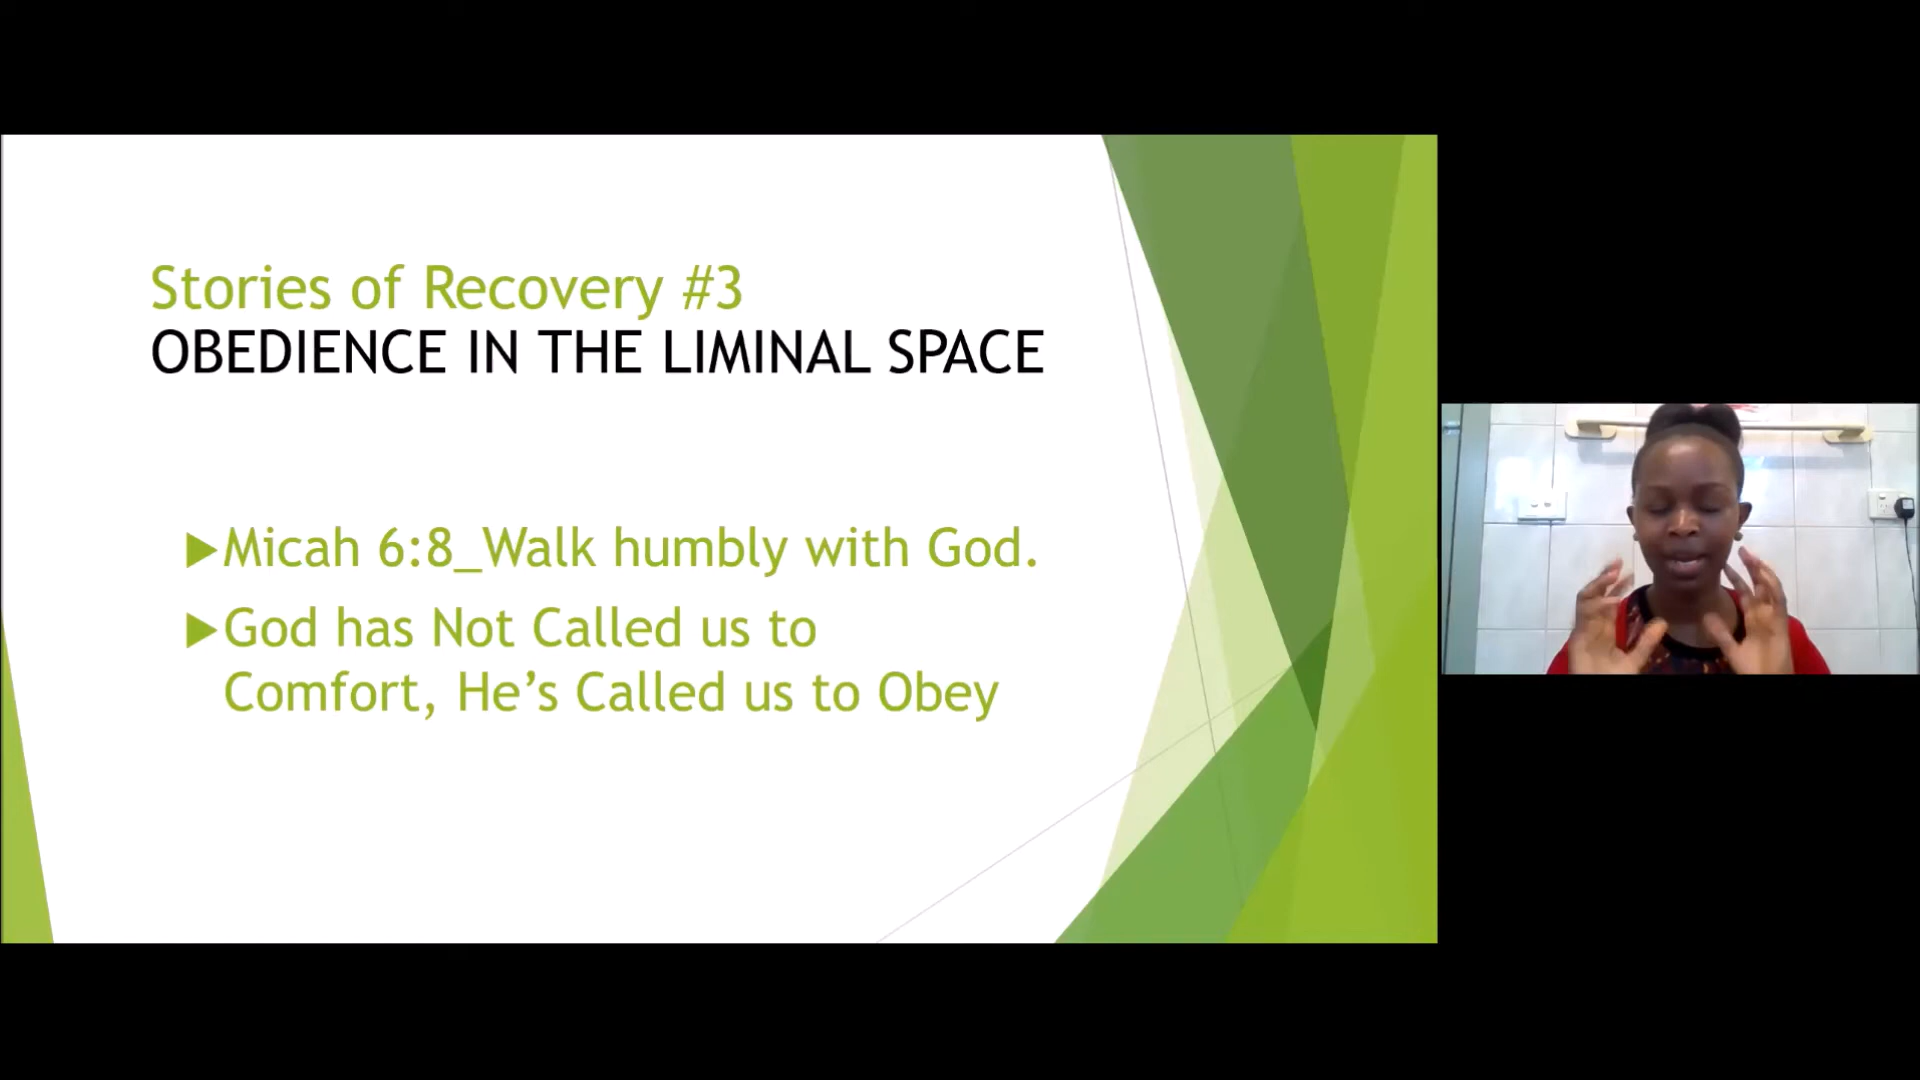 Stories of Recovery #3
OBEDIENCE IN THE LIMINAL SPACE
Micah 6:8_Walk humbly with God.
God has Not Called us to
Comfort, He’s Called us to Obey